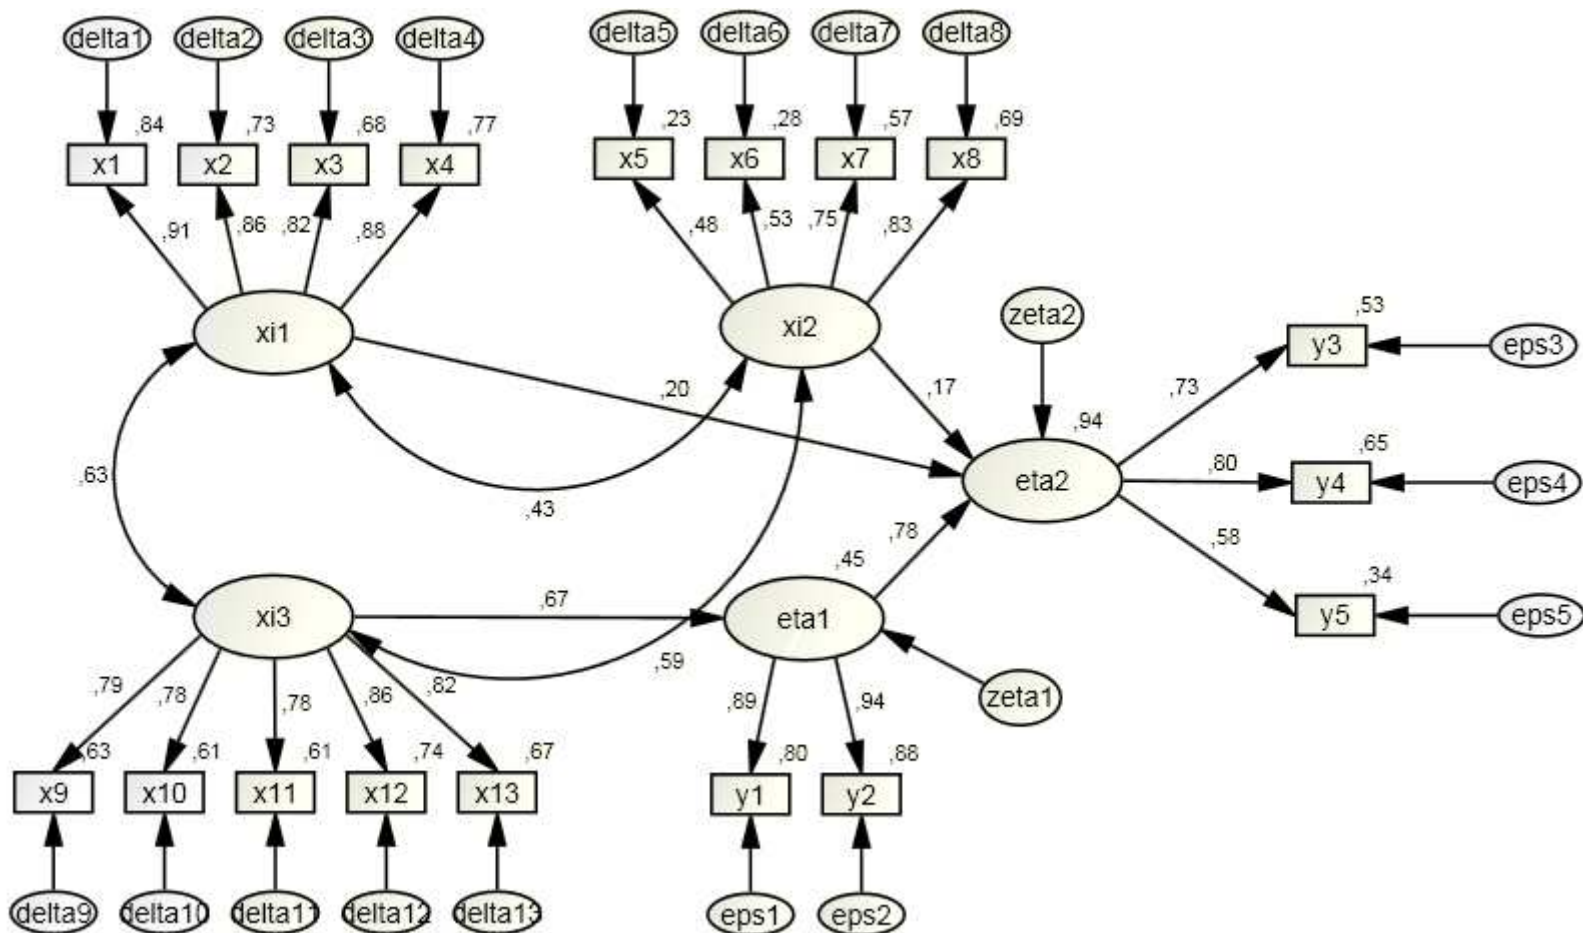 delta1 delta2 delta3 delta4 delta5 delta6 delta7 delta8
,84 ,73 ,68 ,77 ,23 ,28 ,57 ,69
x1 x2 x3 x4 x5 x6 x7 x8
,91 ,86 ,82 ,88 ,48 ,53 ,75 ,83
xi1 xi2 zeta2 ,53
y3 eps3
,20 ,17 ,73
,94 ,65
,63 ,43 eta2 ,80 y4 eps4
,45 ,78 ,58
,34
xi3 ,67 eta1 y5 eps5
,59
,79 ,78 ,78 ,86 ,82 ,89 ,94 zeta1
,63 ,61 ,61 ,74 ,67 ,80 ,88
x9 x10 x11 x12 x13 y1 y2
delta9 delta10 delta11 delta12 delta13 eps1 eps2